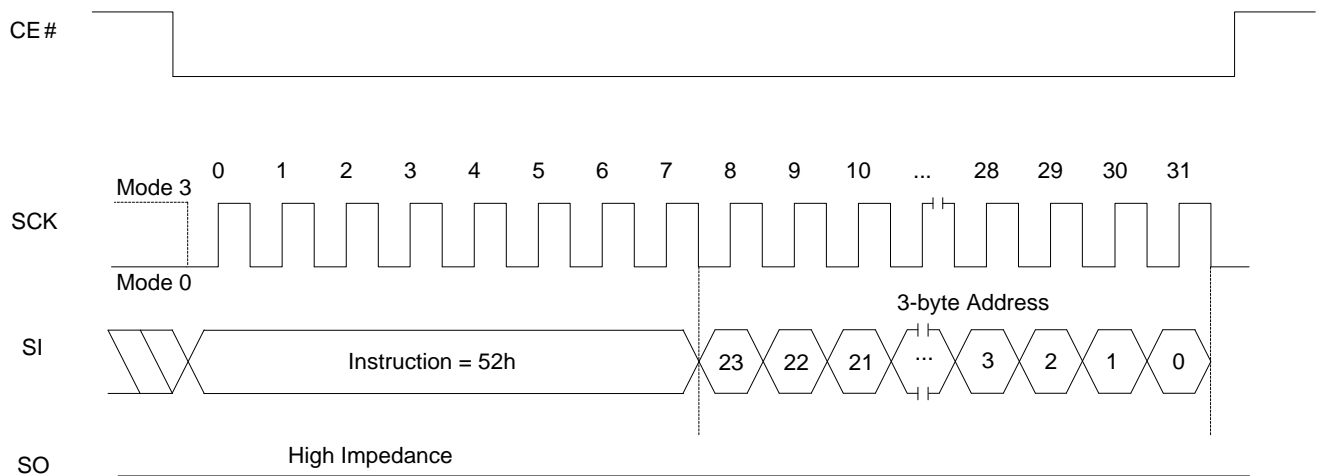 CE#
0 1 2 3 4 5 6 7 8 9 10 ... 28 29 30 31
Mode 3
SCK
Mode 0
3-byte Address
SI
Instruction = 52h 23 22 21 ... 3 2 1 0
High Impedance
SO